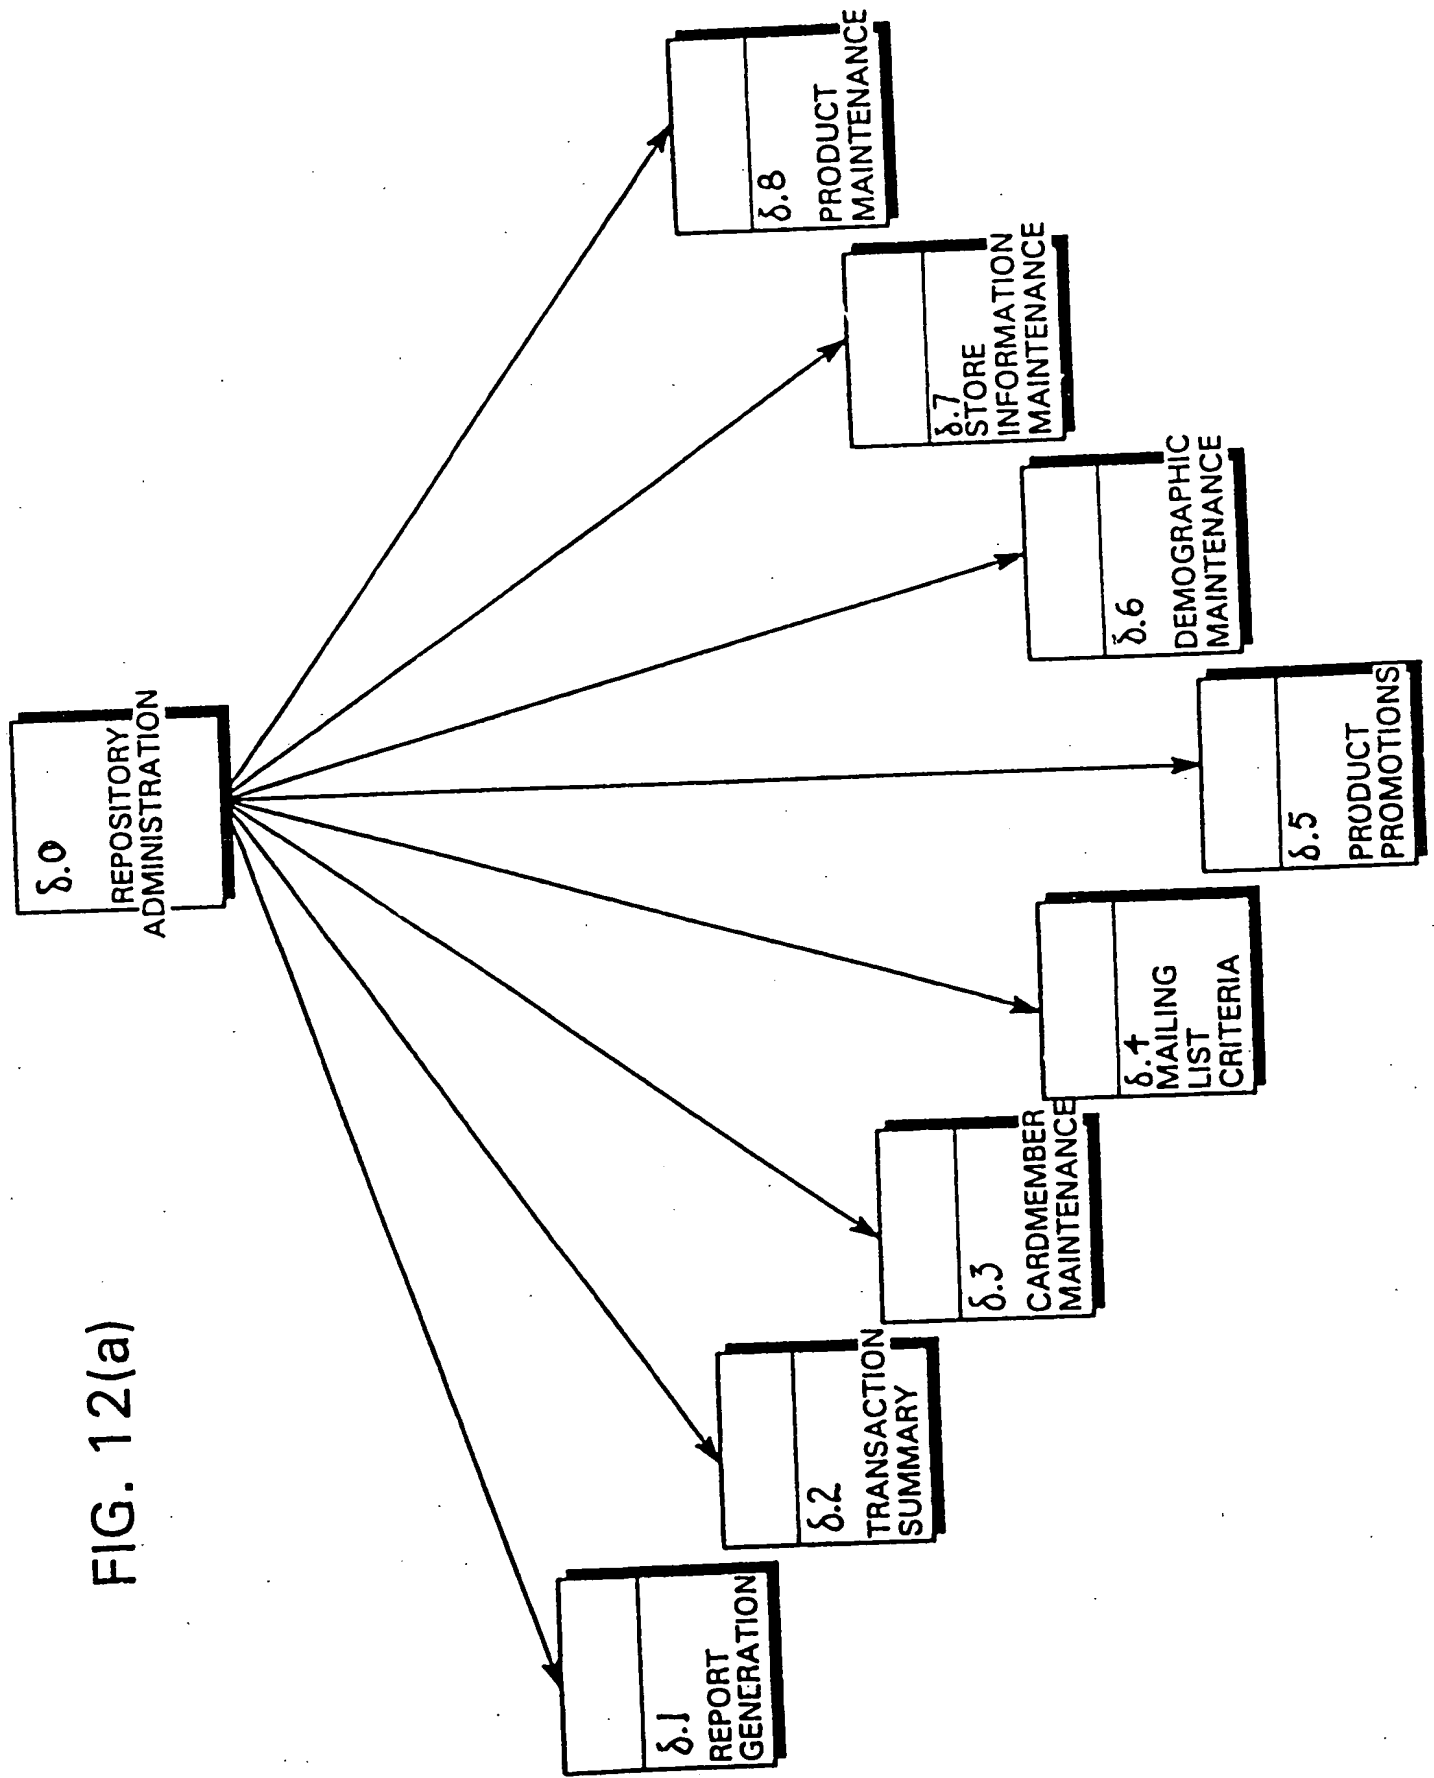 FIG. 12(a)
δ.0
REPOSITORY
ADMINISTRATION
δ.1
REPORT
GENERATION
δ.2
TRANSACTION
SUMMARY
δ.3
CARDMEMBER
MAINTENANCE
δ.4
MAILING
LIST
CRITERIA
δ.5
PRODUCT
PROMOTIONS
δ.6
DEMOGRAPHIC
MAINTENANCE
δ.7
STORE
INFORMATION
MAINTENANCE
δ.8
PRODUCT
MAINTENANCE